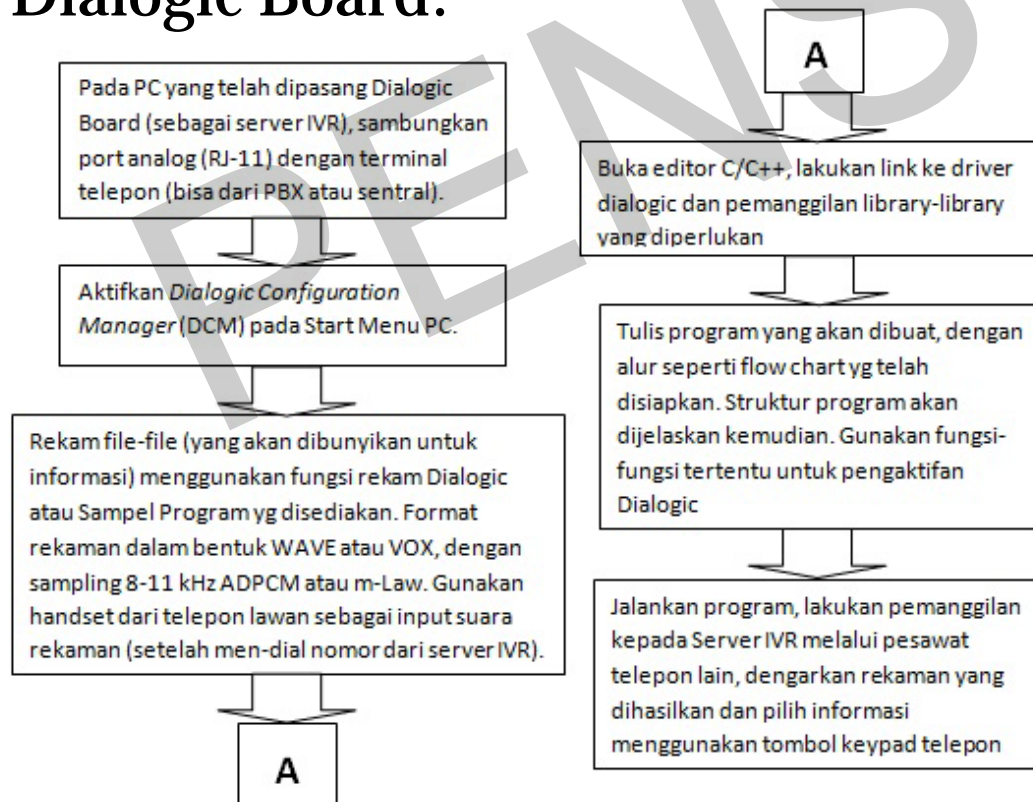 Dialogic Board.
Pada PC yang telah dipasang Dialogic
Board (sebagai server IVR), sambungkan
port analog (RJ-11) dengan terminal
telepon (bisa dari PBX atau sentral).
Aktifkan Dialogic Configuration
Manager (DCM) pada Start Menu PC.
Rekam file-file (yang akan dibunyikan untuk
informasi) menggunakan fungsi rekam Dialogic
atau Sampel Program yg disediakan. Format
rekaman dalam bentuk WAVE atau VOX, dengan
sampling 8-11 kHz ADPCM atau m-Law. Gunakan
handset dari telepon lawan sebagai input suara
rekaman (setelah men-dial nomor dari server IVR).
A
A
Buka editor C/C++, lakukan link ke driver
dialogic dan pemanggilan library-library
yang diperlukan
Tulis program yang akan dibuat, dengan
alur seperti flow chart yg telah
disiapkan. Struktur program akan
dijelaskan kemudian. Gunakan fungsi-
fungsi tertentu untuk pengaktifan
Dialogic
Jalankan program, lakukan pemanggilan
kepada Server IVR melalui pesawat
telepon lain, dengarkan rekaman yang
dihasilkan dan pilih informasi
menggunakan tombol keypad telepon
PENS